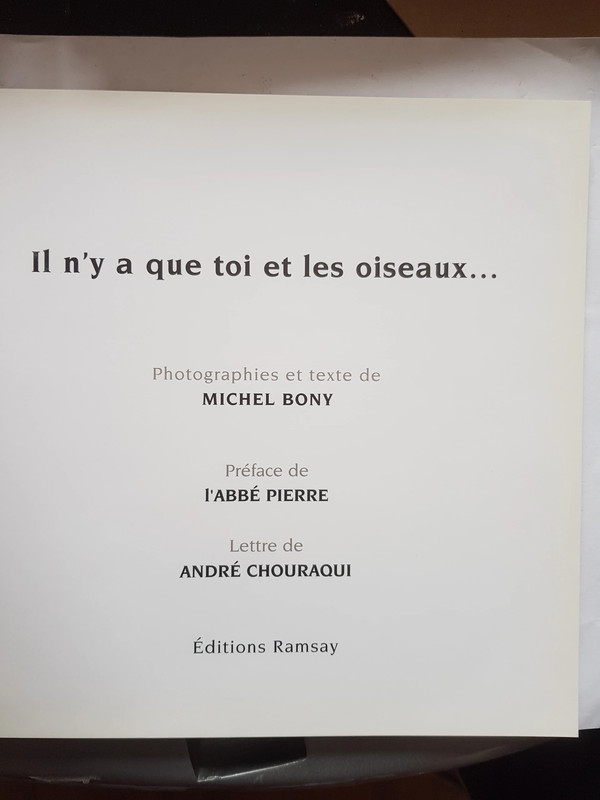 Il n'y a que toi et les oiseaux...
Photographies et texte de
MICHEL BONY
Préface de
l'ABBÉ PIERRE
Lettre de
ANDRÉ CHOURAQUI
Éditions Ramsay